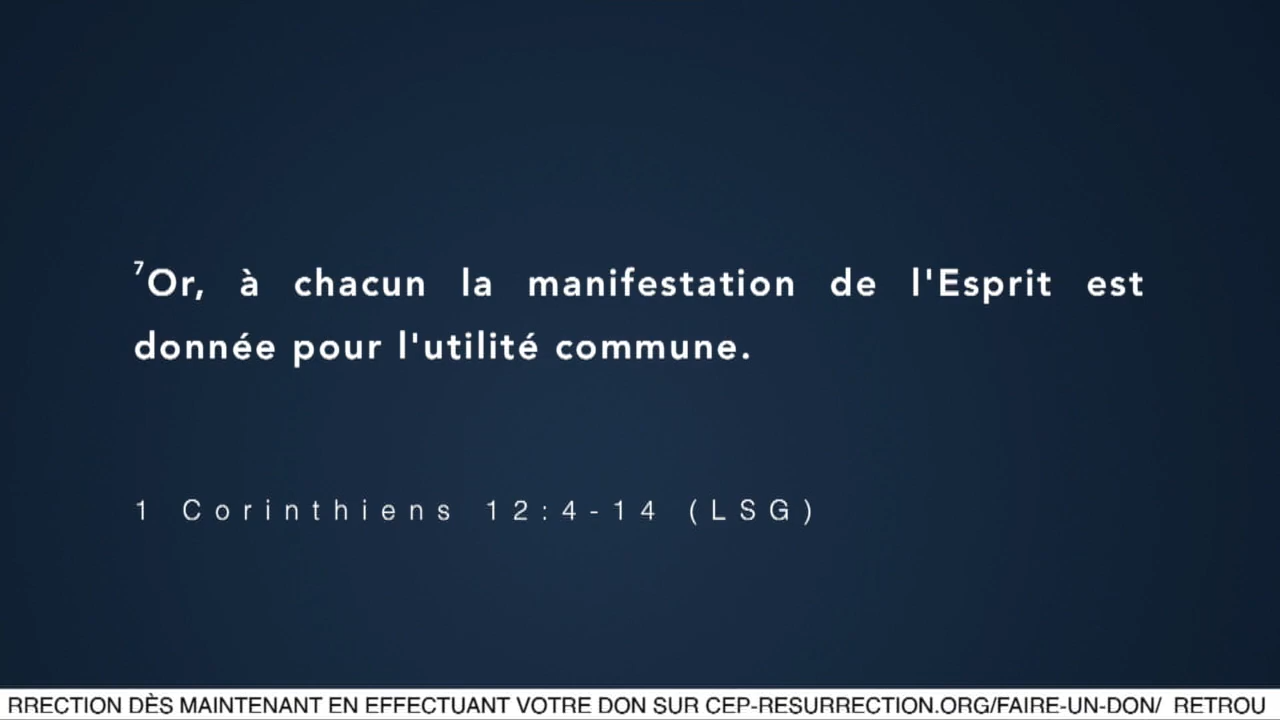 ⁷Or, à chacun la manifestation de l'Esprit est
donnée pour l'utilité commune.
1 Corinthiens 12:4-14 (LSG)
RRECTION DÈS MAINTENANT EN EFFECTUANT VOTRE DON SUR CEP-RESURRECTION.ORG/FAIRE-UN-DON/ RETROU